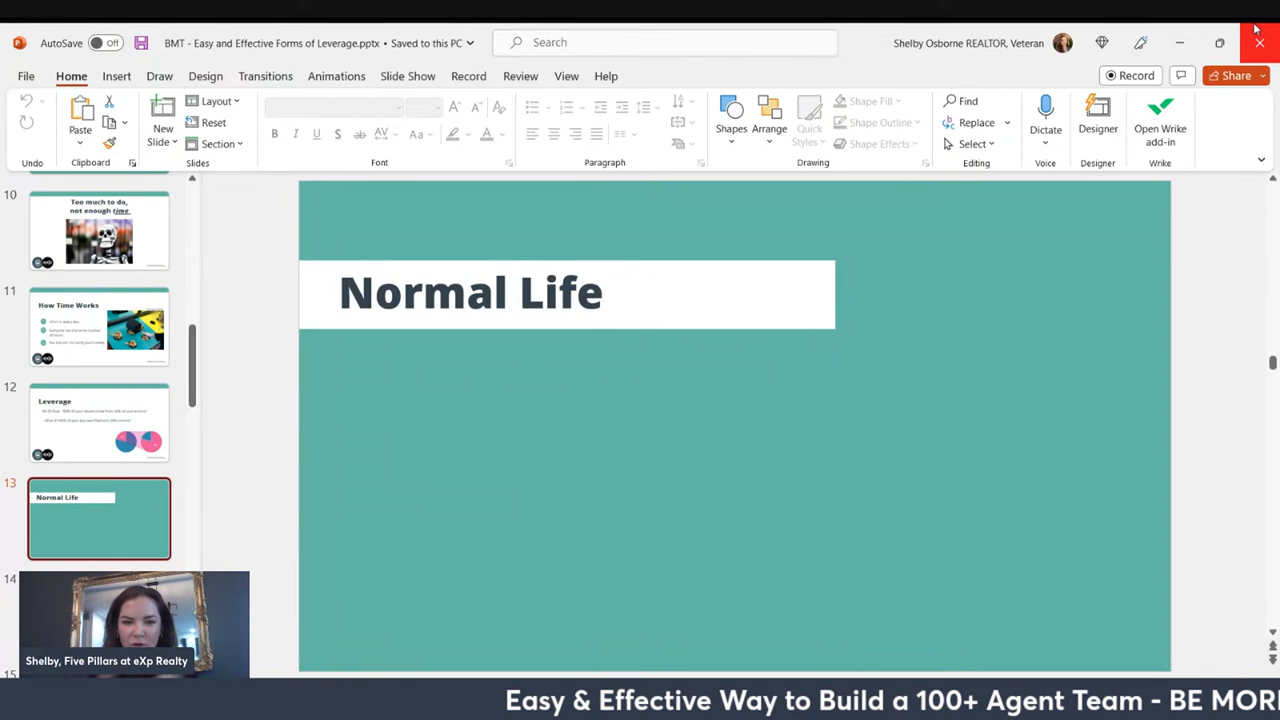 AutoSave Off BMT - Easy and Effective Forms of Leverage.pptx • Saved to this PC Search Shelby Osborne REALTOR, Veteran
File Home Insert Draw Design Transitions Animations Slide Show Record Review View Help Record Share
Paste
New Slide
Layout
Reset
Section
B I U S ab AV Aa A
Shapes
Arrange
Quick Styles
Shape Fill
Shape Outline
Shape Effects
Find
Replace
Select
Dictate
Designer
Open Wrike add-in
Undo Clipboard Slides Font Paragraph Drawing Editing Voice Designer Wrike
10
Too much to do,
not enough time
11
How Time Works
12
Leverage
13
Normal Life
14
15
Normal Life
Shelby, Five Pillars at eXp Realty
Easy & Effective Way to Build a 100+ Agent Team - BE MOR